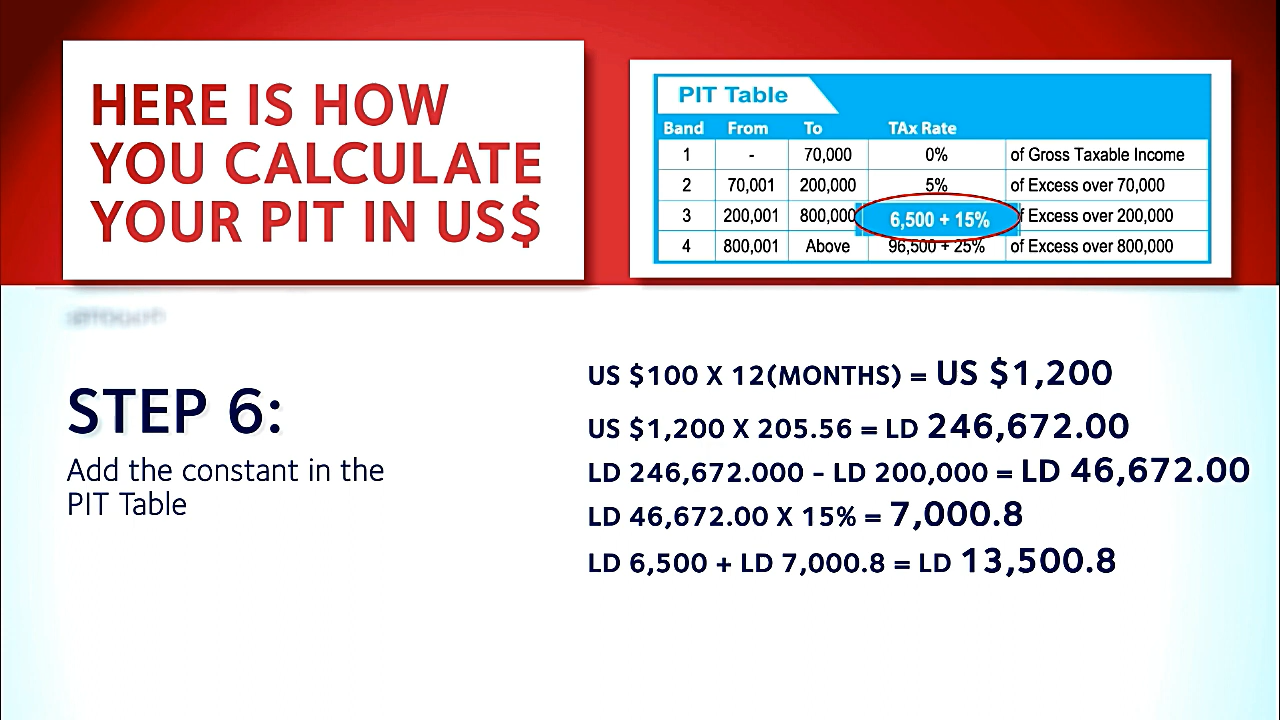 HERE IS HOW
YOU CALCULATE
YOUR PIT IN US$
PIT Table
Band From To TAx Rate
1 - 70,000 0% of Gross Taxable Income
2 70,001 200,000 5% of Excess over 70,000
3 200,001 800,000 6,500 + 15% f Excess over 200,000
4 800,001 Above 96,500 + 25% of Excess over 800,000
STEP 6:
Add the constant in the
PIT Table
US $100 X 12(MONTHS) = US $1,200
US $1,200 X 205.56 = LD 246,672.00
LD 246,672.000 - LD 200,000 = LD 46,672.00
LD 46,672.00 X 15% = 7,000.8
LD 6,500 + LD 7,000.8 = LD 13,500.8